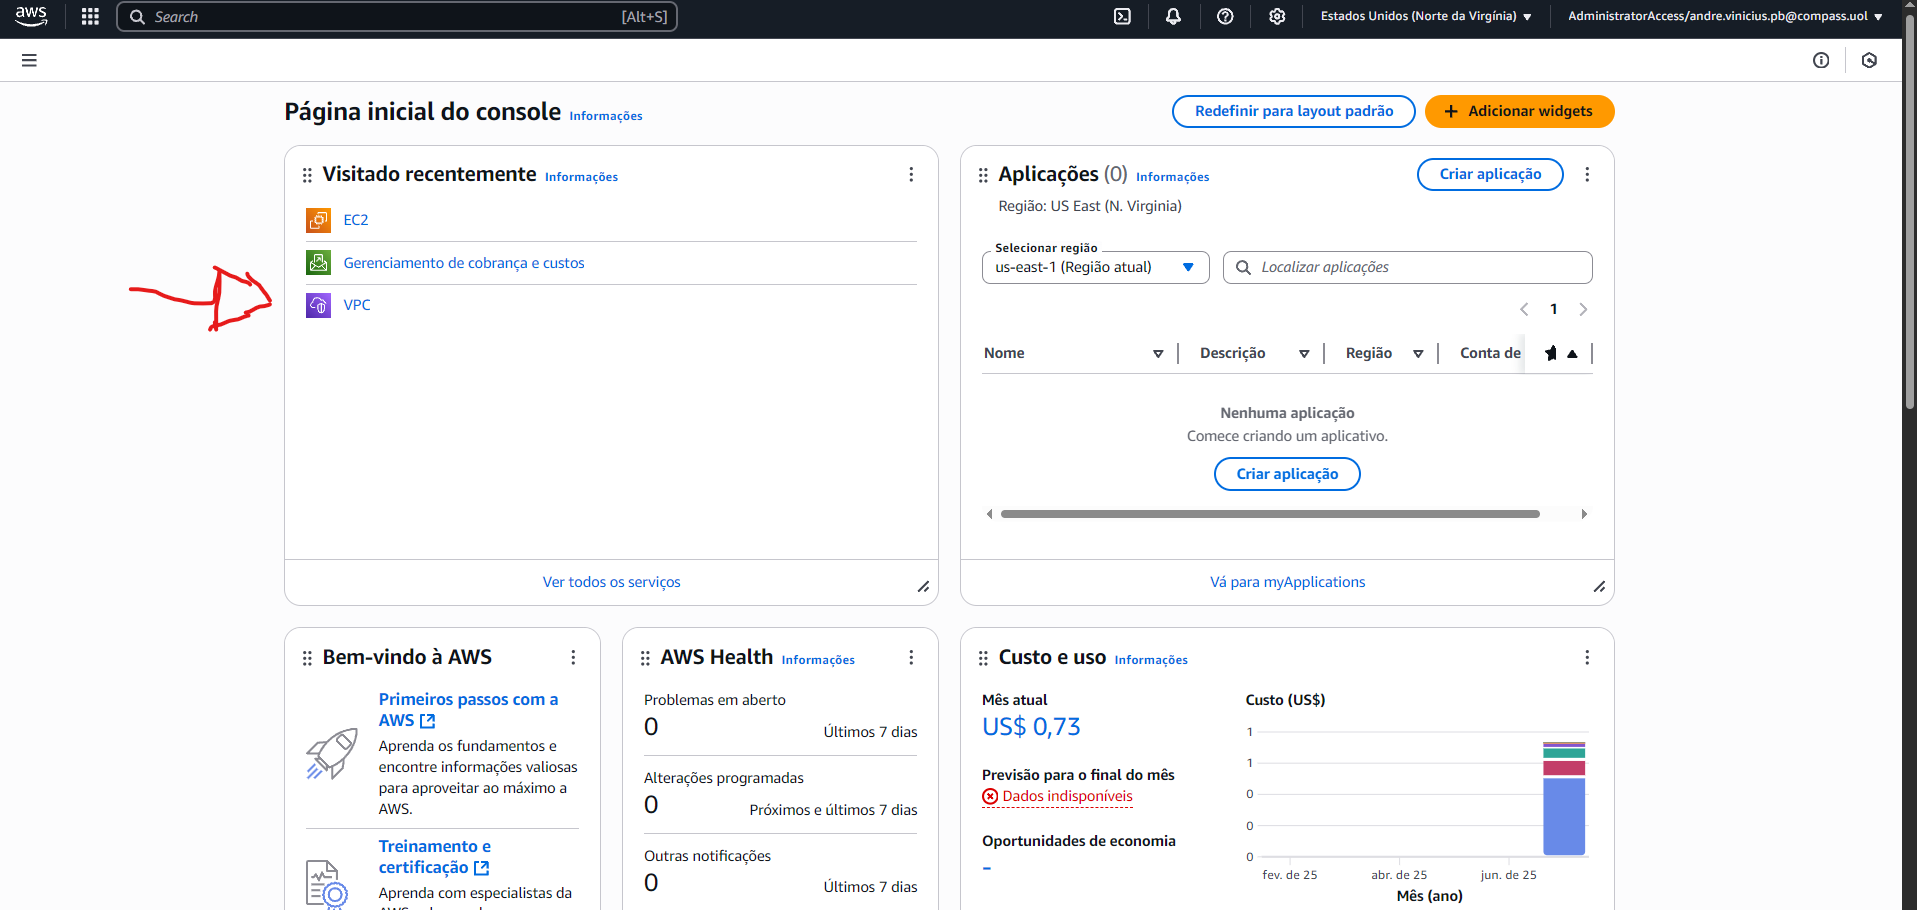 aws
Search
[Alt+S]
Estados Unidos (Norte da Virgínia)
AdministratorAccess/andre.vinicius.pb@compass.uol
Página inicial do console
Informações
Redefinir para layout padrão
Adicionar widgets
Visitado recentemente
Informações
EC2
Gerenciamento de cobrança e custos
VPC
Ver todos os serviços
Aplicações (0)
Informações
Criar aplicação
Região: US East (N. Virginia)
Selecionar região
us-east-1 (Região atual)
Localizar aplicações
1
Nome
Descrição
Região
Conta de
Nenhuma aplicação
Comece criando um aplicativo.
Criar aplicação
Vá para myApplications
Bem-vindo à AWS
Primeiros passos com a
AWS
Aprenda os fundamentos e
encontre informações valiosas
para aproveitar ao máximo a
AWS.
Treinamento e
certificação
Aprenda com especialistas da
AWS Health
Informações
Problemas em aberto
0
Últimos 7 dias
Alterações programadas
0
Próximos e últimos 7 dias
Outras notificações
0
Últimos 7 dias
Custo e uso
Informações
Mês atual
US$ 0,73
Previsão para o final do mês
Dados indisponíveis
Oportunidades de economia
–
Custo (US$)
1
1
0
0
0
fev. de 25
abr. de 25
jun. de 25
Mês (ano)